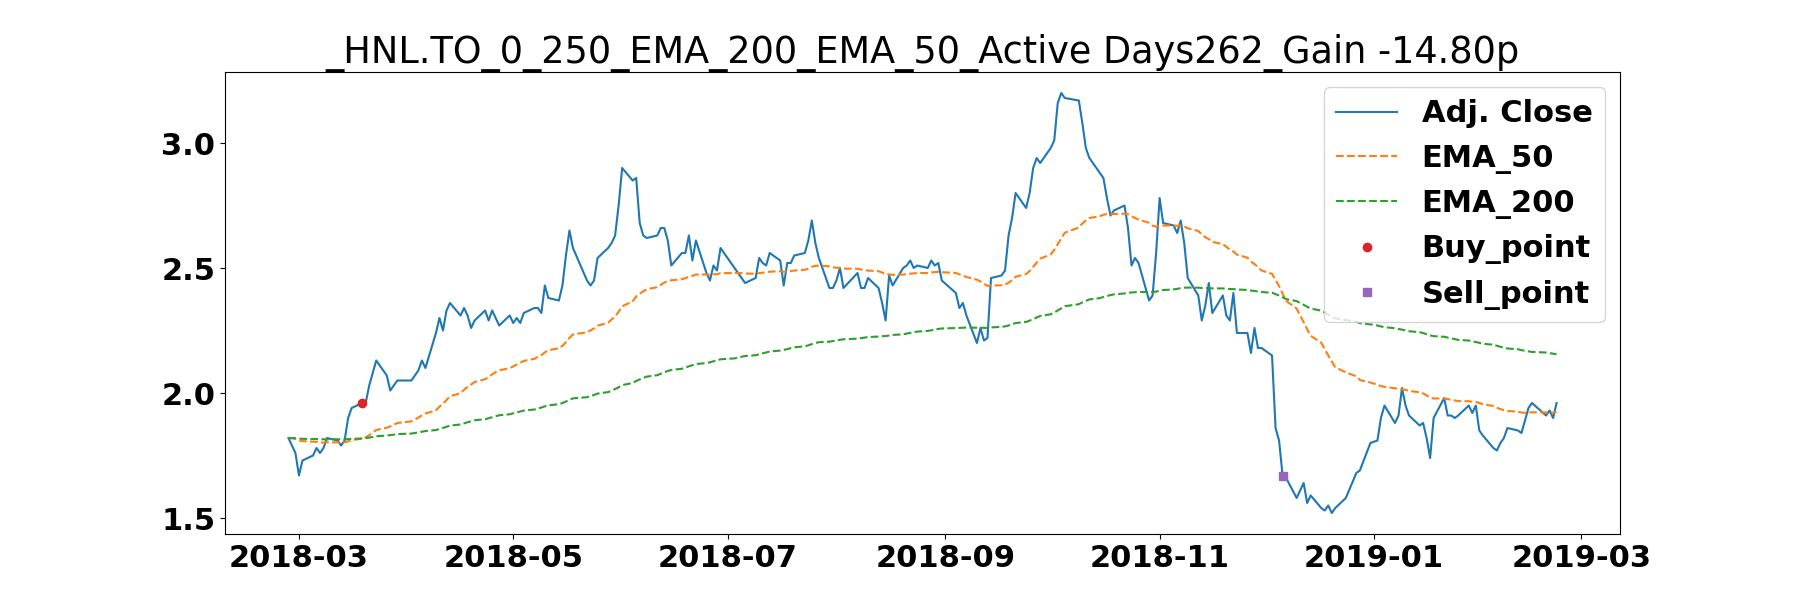 _HNL.TO_0_250_EMA_200_EMA_50_Active Days262_Gain -14.80p
Adj. Close
EMA_50
EMA_200
Buy_point
Sell_point
3.0
2.5
2.0
1.5
2018-03 2018-05 2018-07 2018-09 2018-11 2019-01 2019-03